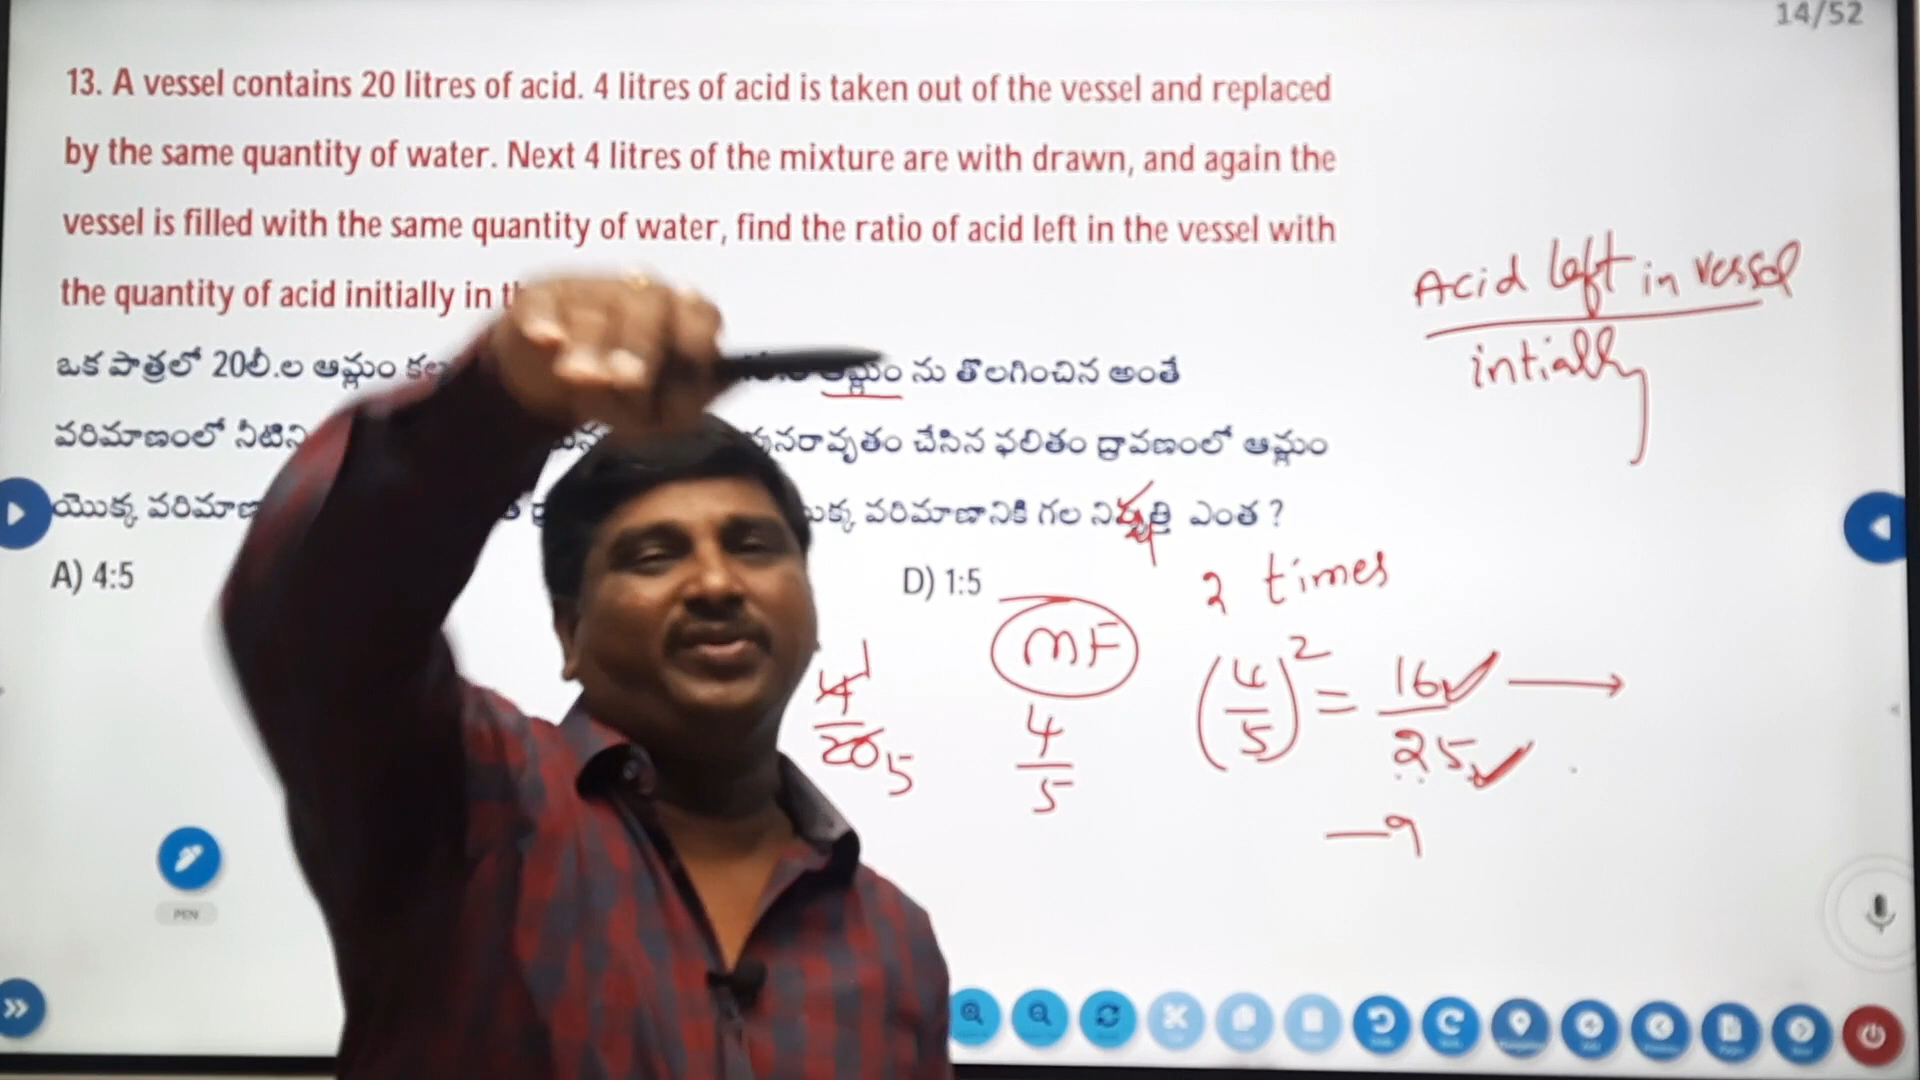 14/52
13. A vessel contains 20 litres of acid. 4 litres of acid is taken out of the vessel and replaced
by the same quantity of water. Next 4 litres of the mixture are with drawn, and again the
vessel is filled with the same quantity of water, find the ratio of acid left in the vessel with
the quantity of acid initially in
Acid left in vessel
intially
ఒక పాత్రలో 20లీ.ల ఆమ్లం ఆమ్లం ను తొలగించిన అంతే
పరిమాణంలో నీటిని చేసిన ఫలితం ద్రావణంలో ఆమ్లం
యొక్క పరిమాణానికి గల ఎంత ?
A) 4:5 D) 1:5
2 times
MF
4/20 1 5
4/5
(4/5)² = 16/25
-9
PEN